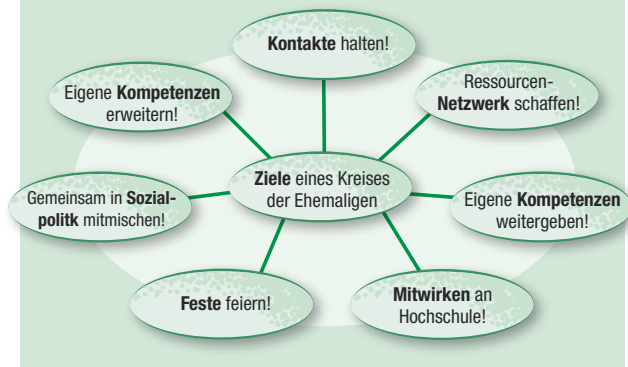 Kontakte halten!
Ressourcen-
Netzwerk schaffen!
Eigene Kompetenzen
weitergeben!
Mitwirken an
Hochschule!
Feste feiern!
Gemeinsam in Sozial-
politk mitmischen!
Eigene Kompetenzen
erweitern!
Ziele eines Kreises
der Ehemaligen